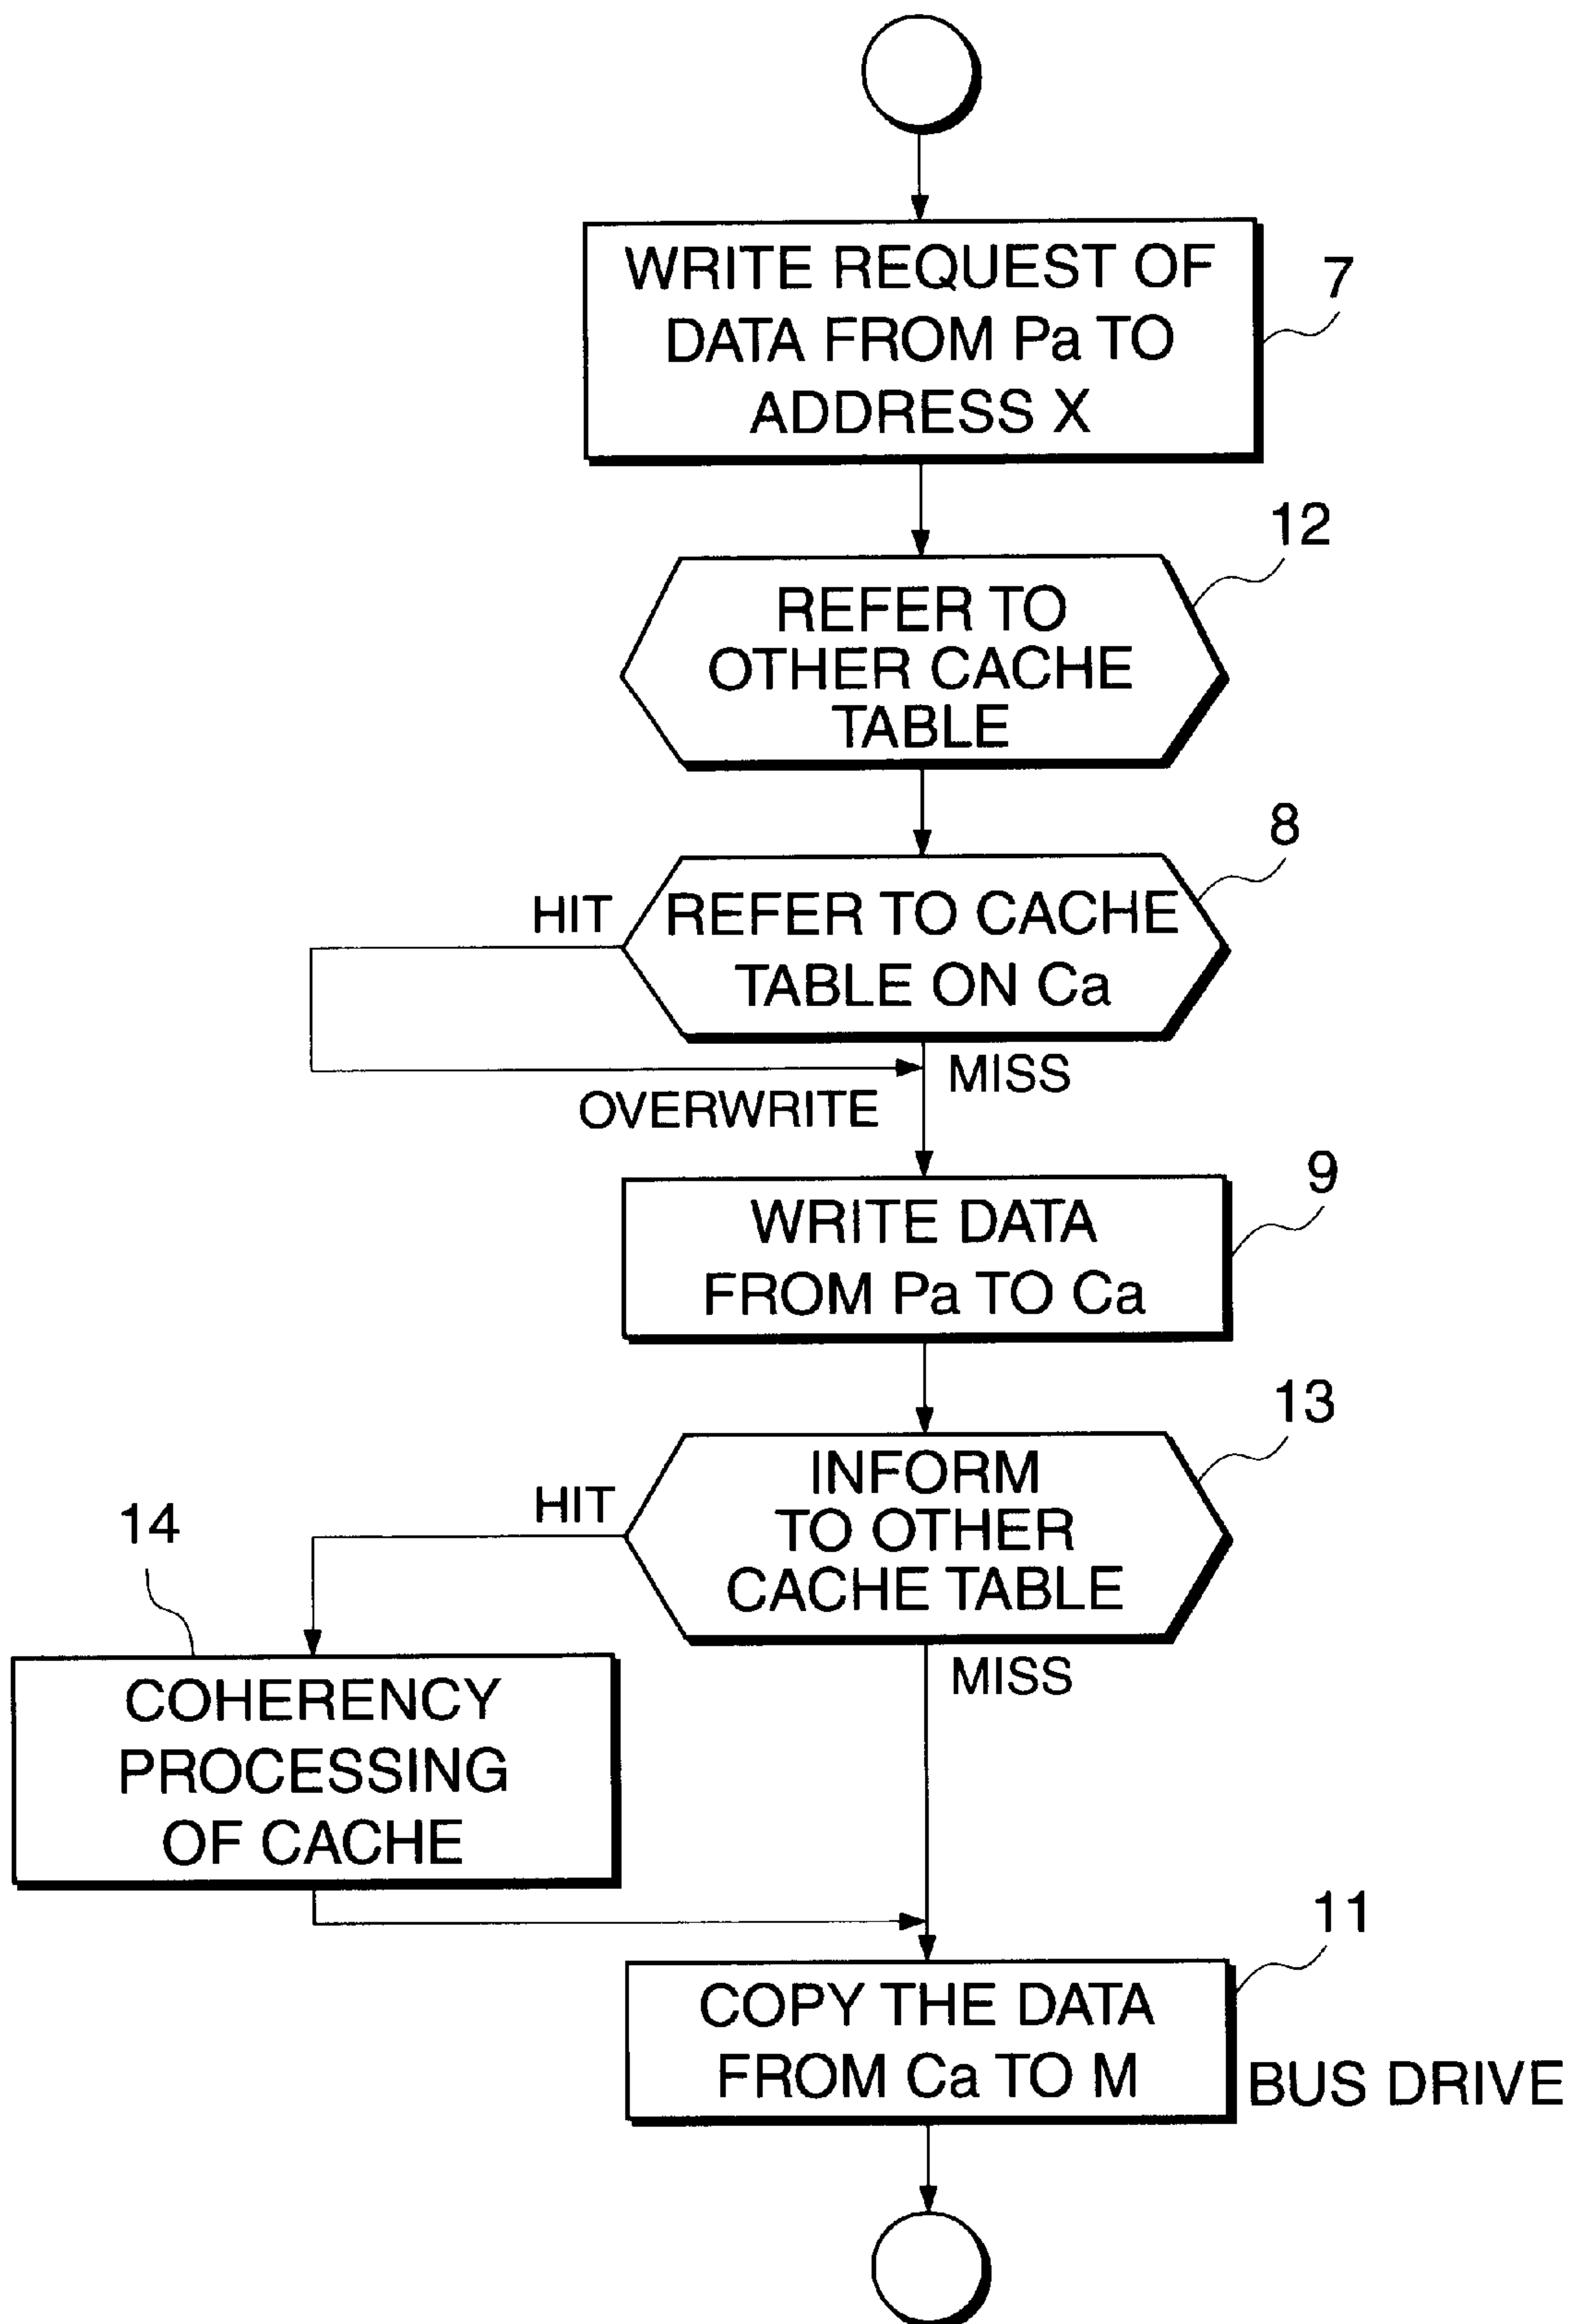 WRITE REQUEST OF
DATA FROM Pa TO
ADDRESS X
7
12
REFER TO
OTHER CACHE
TABLE
8
HIT
REFER TO CACHE
TABLE ON Ca
MISS
OVERWRITE
9
WRITE DATA
FROM Pa TO Ca
13
HIT
INFORM
TO OTHER
CACHE TABLE
14
MISS
COHERENCY
PROCESSING
OF CACHE
11
COPY THE DATA
FROM Ca TO M
BUS DRIVE